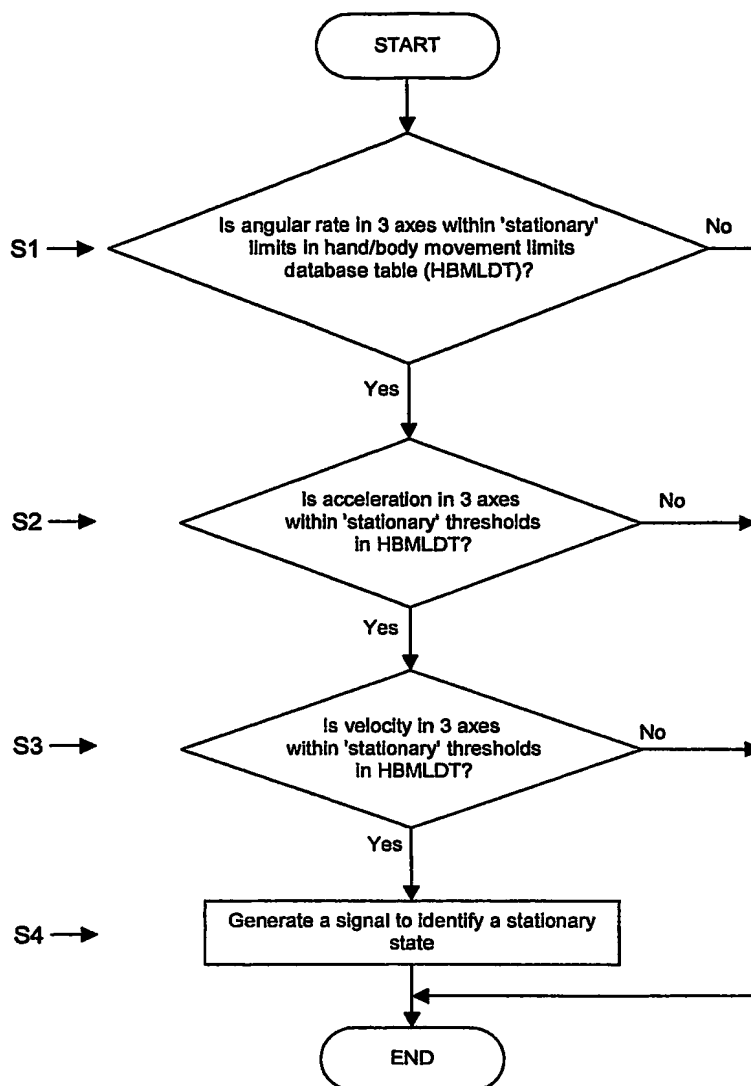 START
S1
Is angular rate in 3 axes within 'stationary'
limits in hand/body movement limits
database table (HBMLDT)?
No
Yes
S2
Is acceleration in 3 axes
within 'stationary' thresholds
in HBMLDT?
No
Yes
S3
Is velocity in 3 axes
within 'stationary' thresholds
in HBMLDT?
No
Yes
S4
Generate a signal to identify a stationary
state
END